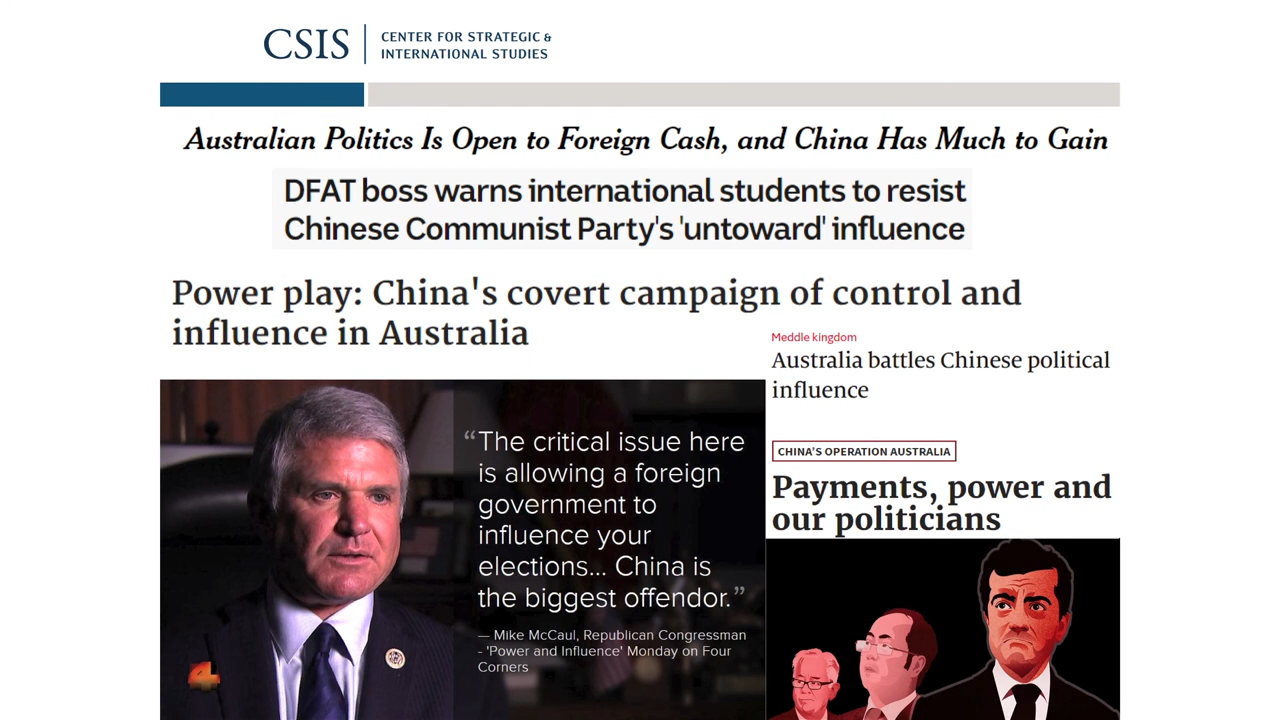 CSIS
CENTER FOR STRATEGIC &
INTERNATIONAL STUDIES
Australian Politics Is Open to Foreign Cash, and China Has Much to Gain
DFAT boss warns international students to resist
Chinese Communist Party's 'untoward' influence
Power play: China's covert campaign of control and
influence in Australia
Meddle kingdom
Australia battles Chinese political
influence
CHINA'S OPERATION AUSTRALIA
Payments, power and
our politicians
“The critical issue here
is allowing a foreign
government to
influence your
elections... China is
the biggest offendor.”
— Mike McCaul, Republican Congressman
- 'Power and Influence' Monday on Four
Corners